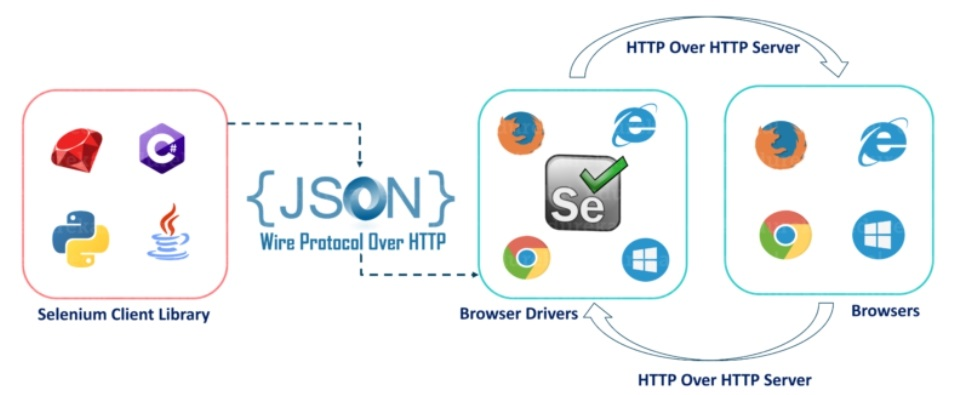 HTTP Over HTTP Server
C#
{JSON}
Se
Wire Protocol Over HTTP
Selenium Client Library
Browser Drivers
Browsers
HTTP Over HTTP Server